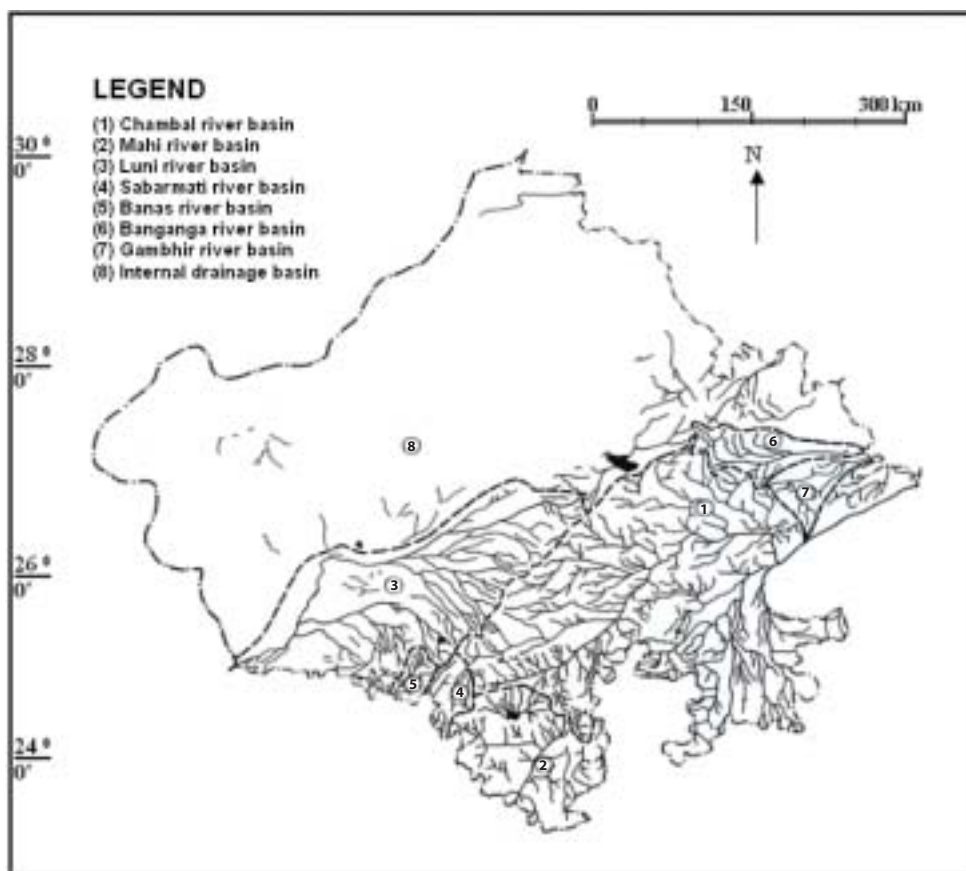 LEGEND
(1) Chambal river basin
(2) Mahi river basin
(3) Luni river basin
(4) Sabarmati river basin
(5) Banas river basin
(6) Banganga river basin
(7) Gambhir river basin
(8) Internal drainage basin
0 150 300 km
N
30 °
0'
28 °
0'
26 °
0'
24 °
0'
8
6
7
1
3
5
4
2